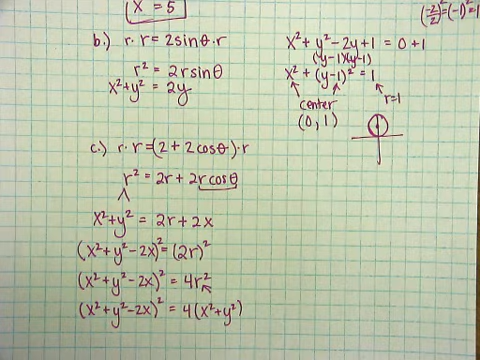 x = 5
(-2/2)² = (-1)² = 1
b.) r · r = 2sinθ · r
r² = 2rsinθ
x² + y² = 2y
x² + y² - 2y + 1 = 0 + 1
(y-1)(y-1)
x² + (y-1)² = 1
center
(0, 1)
r = 1
c.) r · r = (2 + 2cosθ) · r
r² = 2r + 2rcosθ
x² + y² = 2r + 2x
(x² + y² - 2x)² = (2r)²
(x² + y² - 2x)² = 4r²
(x² + y² - 2x)² = 4(x² + y²)